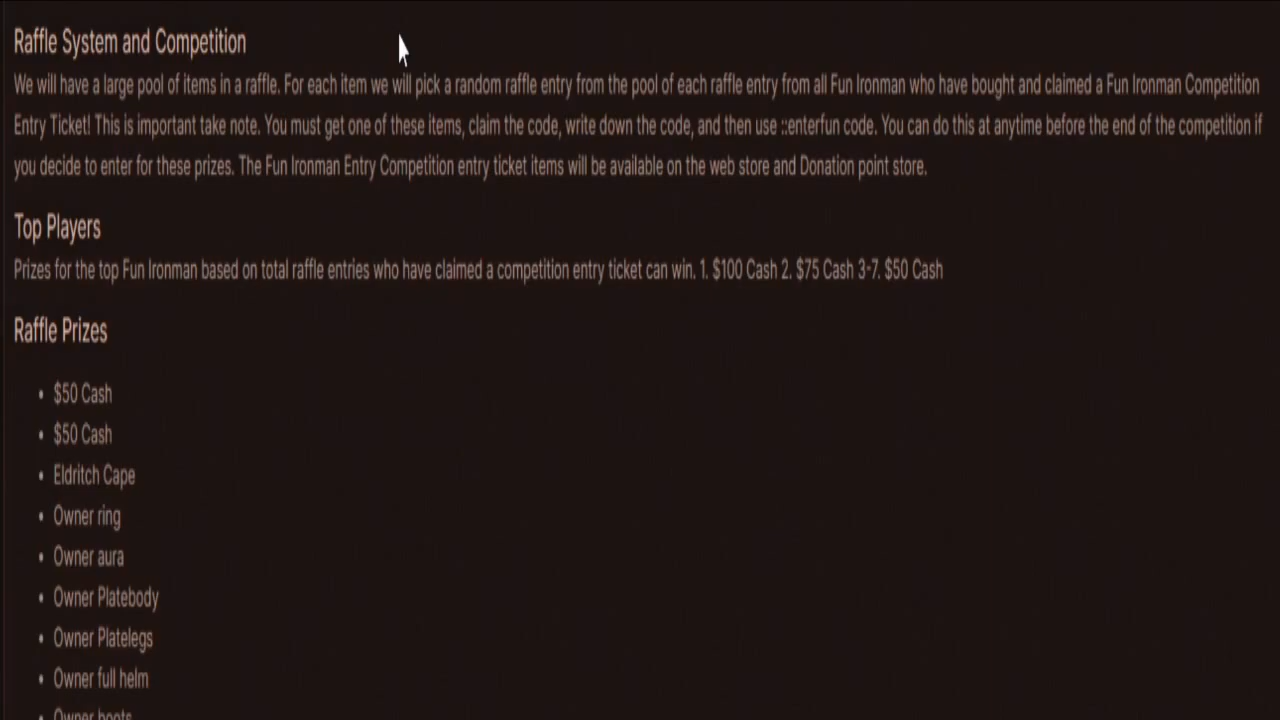 Raffle System and Competition
We will have a large pool of items in a raffle. For each item we will pick a random raffle entry from the pool of each raffle entry from all Fun Ironman who have bought and claimed a Fun Ironman Competition
Entry Ticket! This is important take note. You must get one of these items, claim the code, write down the code, and then use ::enterfun code. You can do this at anytime before the end of the competition if
you decide to enter for these prizes. The Fun Ironman Entry Competition entry ticket items will be available on the web store and Donation point store.
Top Players
Prizes for the top Fun Ironman based on total raffle entries who have claimed a competition entry ticket can win. 1. $100 Cash 2. $75 Cash 3-7. $50 Cash
Raffle Prizes
• $50 Cash
• $50 Cash
• Eldritch Cape
• Owner ring
• Owner aura
• Owner Platebody
• Owner Platelegs
• Owner full helm
• Owner boots